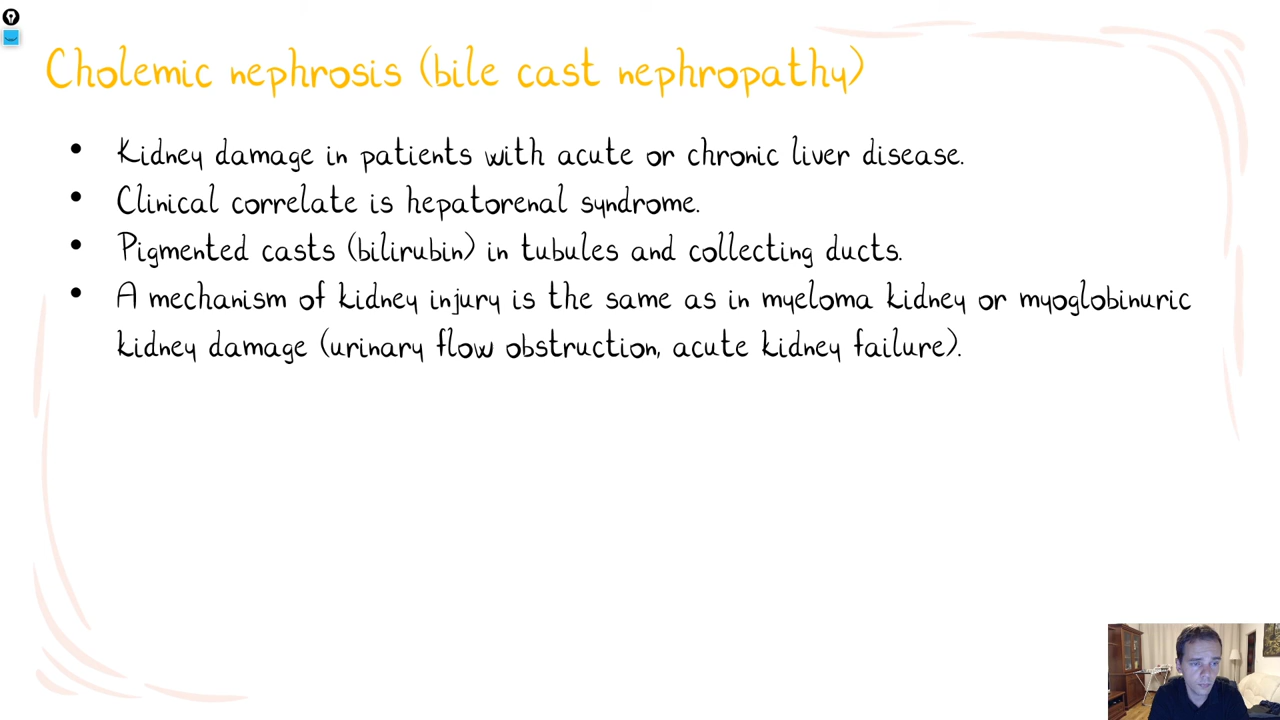 Cholemic nephrosis (bile cast nephropathy)
• Kidney damage in patients with acute or chronic liver disease.
• Clinical correlate is hepatorenal syndrome.
• Pigmented casts (bilirubin) in tubules and collecting ducts.
• A mechanism of kidney injury is the same as in myeloma kidney or myoglobinuric
kidney damage (urinary flow obstruction, acute kidney failure).